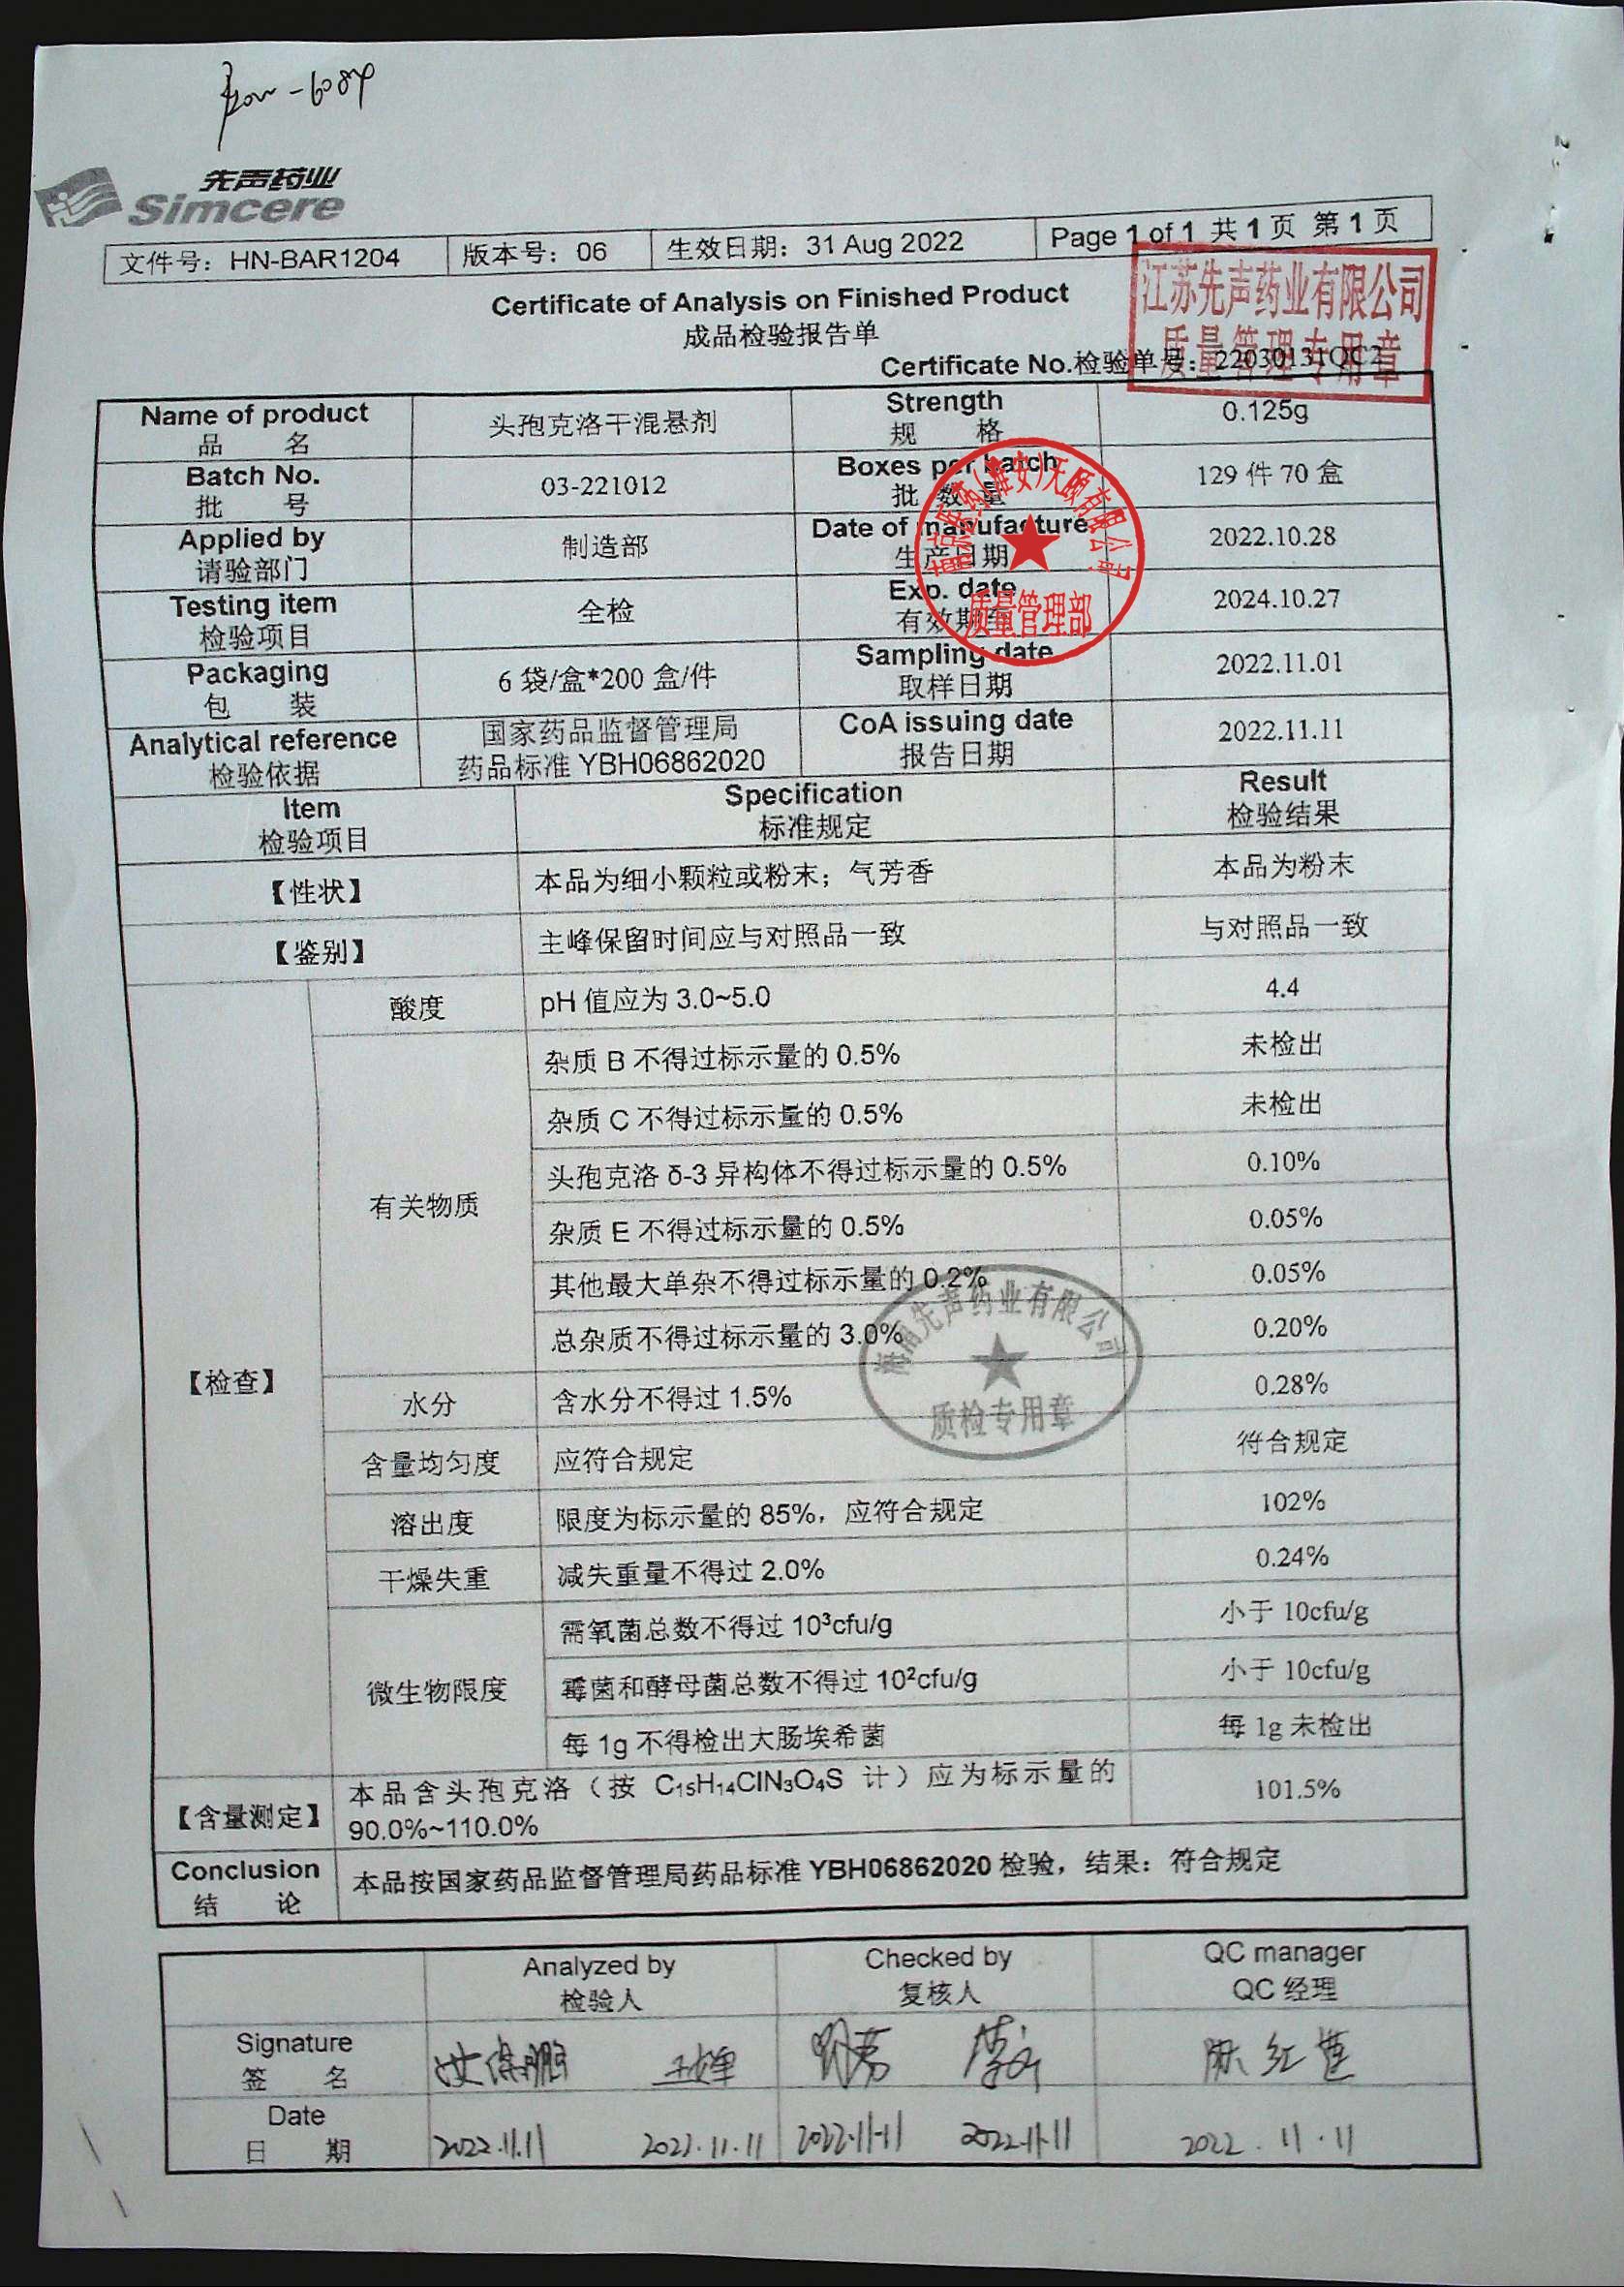 先声药业
Simcere
文件号：HN-BAR1204 版本号：06 生效日期：31 Aug 2022 Page 1 of 1 共 1 页 第 1 页
Certificate of Analysis on Finished Product
成品检验报告单
江苏先声药业有限公司
质量管理专用章
Certificate No.检验单号：22030131QC2
Name of product 品 名 头孢克洛干混悬剂 Strength 规 格 0.125g
Batch No. 批 号 03-221012 Boxes per batch 批 数 量 129 件 70 盒
Applied by 请验部门 制造部 Date of manufacture 生产日期 2022.10.28
Testing item 检验项目 全检 Exp. date 有效期至 2024.10.27
质量管理部
Packaging 包 装 6 袋/盒*200 盒/件 Sampling date 取样日期 2022.11.01
Analytical reference 检验依据 国家药品监督管理局 药品标准 YBH06862020 CoA issuing date 报告日期 2022.11.11
Item 检验项目 Specification 标准规定 Result 检验结果
【性状】 本品为细小颗粒或粉末；气芳香 本品为粉末
【鉴别】 主峰保留时间应与对照品一致 与对照品一致
【检查】
酸度 pH 值应为 3.0~5.0 4.4
有关物质
杂质 B 不得过标示量的 0.5% 未检出
杂质 C 不得过标示量的 0.5% 未检出
头孢克洛 δ-3 异构体不得过标示量的 0.5% 0.10%
杂质 E 不得过标示量的 0.5% 0.05%
其他最大单杂不得过标示量的 0.2% 0.05%
总杂质不得过标示量的 3.0% 0.20%
海南先声药业有限公司
质检专用章
水分 含水分不得过 1.5% 0.28%
含量均匀度 应符合规定 符合规定
溶出度 限度为标示量的 85%，应符合规定 102%
干燥失重 减失重量不得过 2.0% 0.24%
微生物限度
需氧菌总数不得过 10³cfu/g 小于 10cfu/g
霉菌和酵母菌总数不得过 10²cfu/g 小于 10cfu/g
每 1g 不得检出大肠埃希菌 每 1g 未检出
【含量测定】 本品含头孢克洛（按 C₁₅H₁₄ClN₃O₄S 计）应为标示量的 90.0%~110.0% 101.5%
Conclusion 结 论 本品按国家药品监督管理局药品标准 YBH06862020 检验，结果：符合规定
Analyzed by 检验人 Checked by 复核人 QC manager QC 经理
Signature 签 名
Date 日 期 2022.11.11 2022.11.11 2022.11.11 2022.11.11 2022.11.11